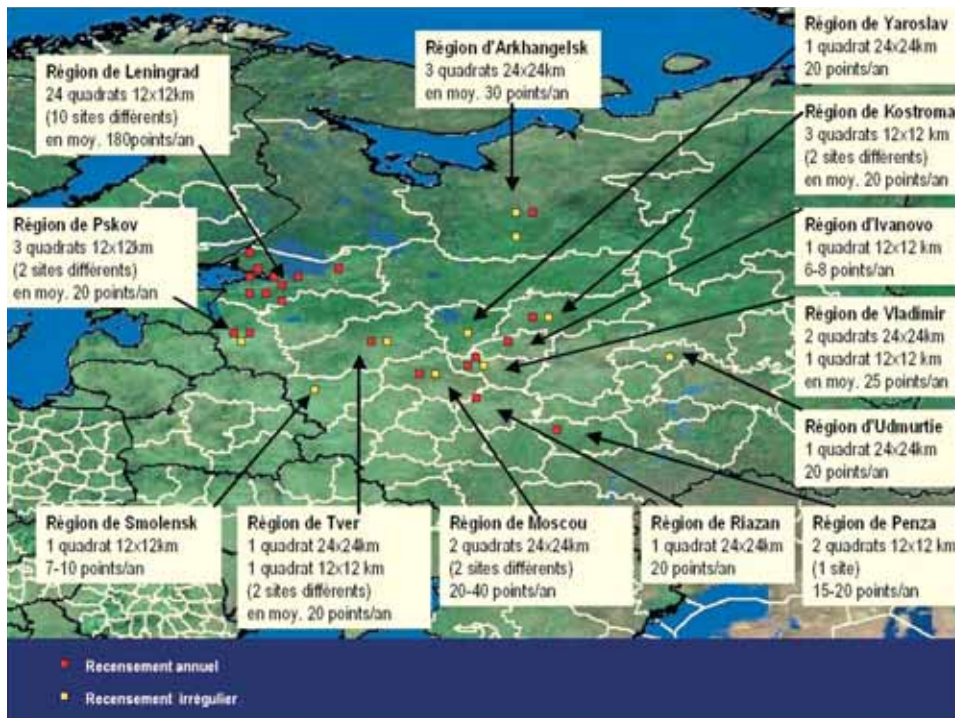 Région de Leningrad
24 quadrats 12x12km
(10 sites différents)
en moy. 180points/an
Région d'Arkhangelsk
3 quadrats 24x24km
en moy. 30 points/an
Région de Yaroslav
1 quadrat 24x24km
20 points/an
Région de Kostroma
3 quadrats 12x12 km
(2 sites différents)
en moy. 20 points/an
Région de Pskov
3 quadrats 12x12km
(2 sites différents)
en moy. 20 points/an
Région d'Ivanovo
1 quadrat 12x12 km
6-8 points/an
Région de Vladimir
2 quadrats 24x24km
1 quadrat 12x12 km
en moy. 25 points/an
Région d'Udmurtie
1 quadrat 24x24km
20 points/an
Région de Smolensk
1 quadrat 12x12km
7-10 points/an
Région de Tver
1 quadrat 24x24km
1 quadrat 12x12 km
(2 sites différents)
en moy. 20 points/an
Région de Moscou
2 quadrats 24x24km
(2 sites différents)
20-40 points/an
Région de Riazan
1 quadrat 24x24km
20 points/an
Région de Penza
2 quadrats 12x12 km
(1 site)
15-20 points/an
Recensement annuel
Recensement irrégulier